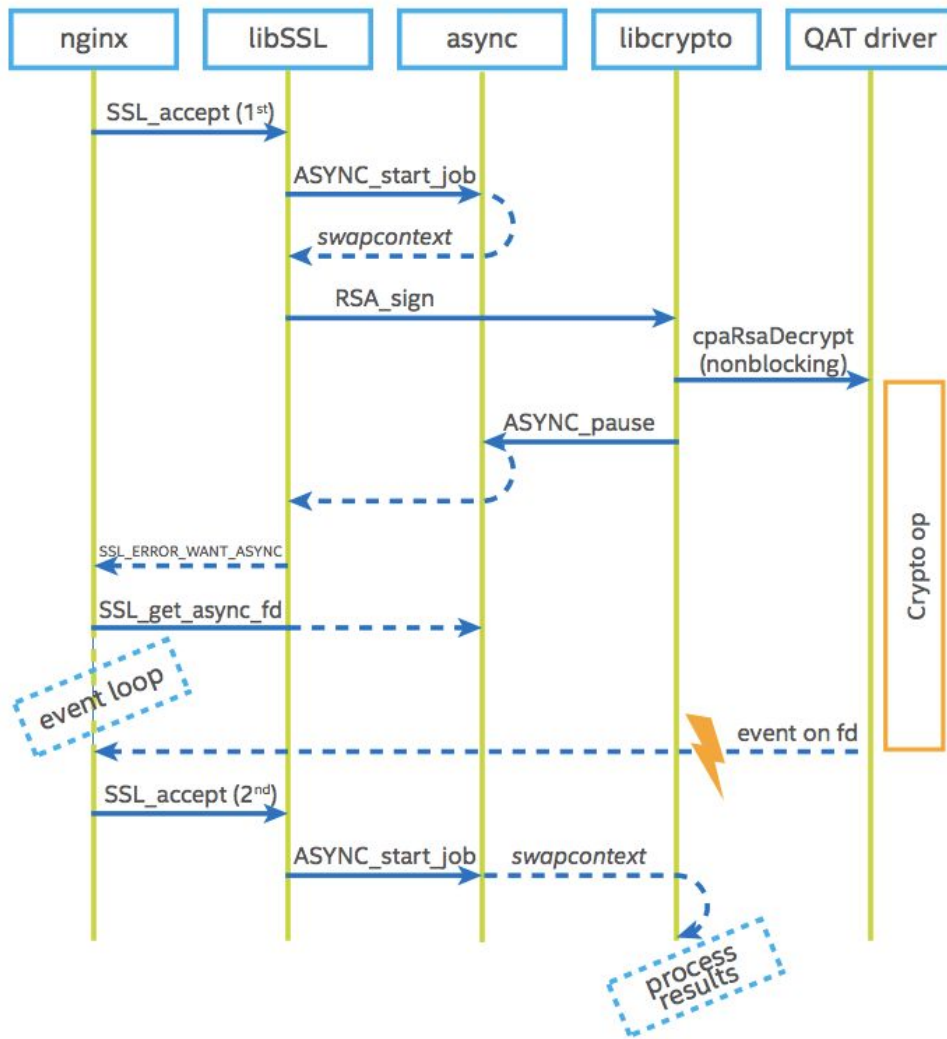 nginx
libSSL
async
libcrypto
QAT driver
SSL_accept (1st)
ASYNC_start_job
swapcontext
RSA_sign
cpaRsaDecrypt
(nonblocking)
ASYNC_pause
SSL_ERROR_WANT_ASYNC
SSL_get_async_fd
Crypto op
event loop
event on fd
SSL_accept (2nd)
ASYNC_start_job
swapcontext
process
results